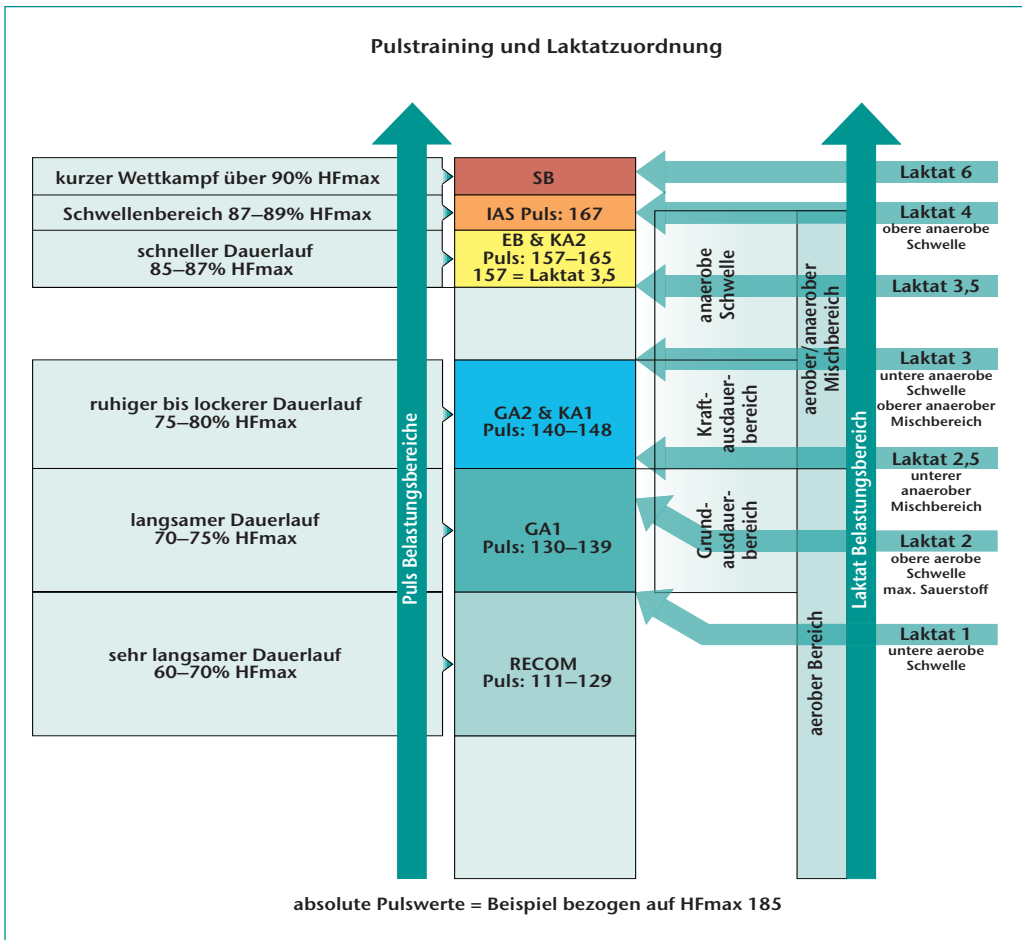 Pulstraining und Laktatzuordnung
kurzer Wettkampf über 90% HFmax
Schwellenbereich 87–89% HFmax
schneller Dauerlauf
85–87% HFmax
ruhiger bis lockerer Dauerlauf
75–80% HFmax
langsamer Dauerlauf
70–75% HFmax
sehr langsamer Dauerlauf
60–70% HFmax
Puls Belastungsbereiche
SB
IAS Puls: 167
EB & KA2
Puls: 157–165
157 = Laktat 3,5
GA2 & KA1
Puls: 140–148
GA1
Puls: 130–139
RECOM
Puls: 111–129
anaerobe
Schwelle
Kraft-
ausdauer-
bereich
Grund-
ausdauer-
bereich
aerober/anaerober
Mischbereich
aerober Bereich
Laktat Belastungsbereich
Laktat 6
Laktat 4
obere anaerobe
Schwelle
Laktat 3,5
Laktat 3
untere anaerobe
Schwelle
oberer anaerober
Mischbereich
Laktat 2,5
unterer
anaerober
Mischbereich
Laktat 2
obere aerobe
Schwelle
max. Sauerstoff
Laktat 1
untere aerobe
Schwelle
absolute Pulswerte = Beispiel bezogen auf HFmax 185